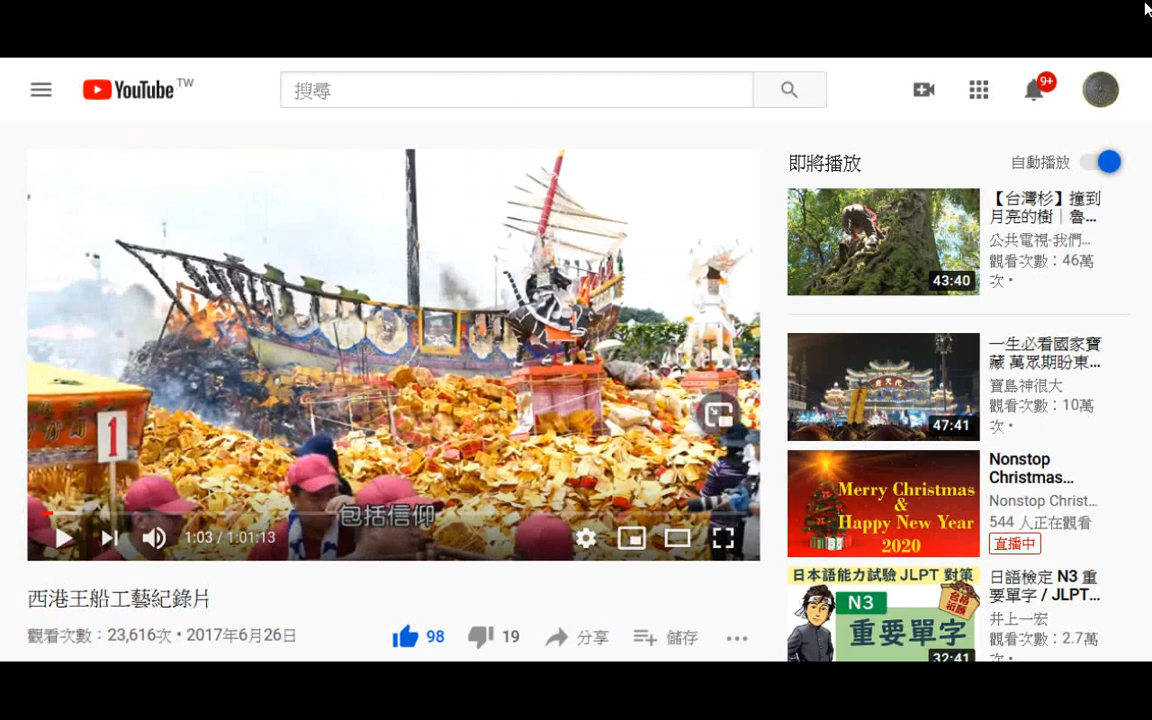 YouTube TW
搜尋
9+
1
包括信仰
1:03 / 1:01:13
西港王船工藝紀錄片
觀看次數：23,616次 • 2017年6月26日
98
19
分享
儲存
即將播放
自動播放
43:40
【台灣杉】撞到
月亮的樹｜魯...
公共電視-我們...
觀看次數：46萬
次 •
47:41
一生必看國家寶
藏 萬眾期盼東...
寶島神很大
觀看次數：10萬
次 •
Merry Christmas
&
Happy New Year
2020
Nonstop
Christmas...
Nonstop Christ...
544 人正在觀看
直播中
日本語能力試驗 JLPT 對策
N3
重要單字
合格祈願
32:41
日語檢定 N3 重
要單字 / JLPT...
井上一宏
觀看次數：2.7萬
次 •